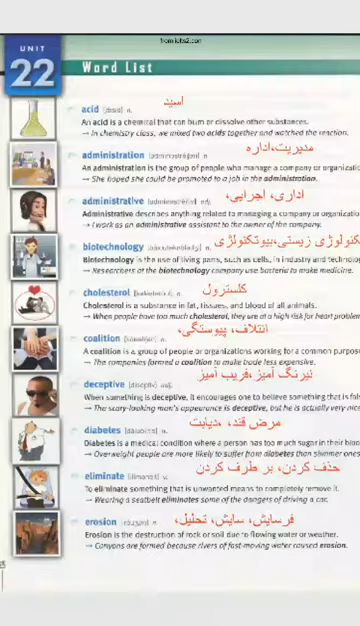 from ielts2.com
UNIT
22
Word List
اسید
acid n.
An acid is a chemical that can burn or dissolve other substances.
→ In chemistry class, we mixed two acids together and watched the reaction.
مدیریت،اداره
administration n.
An administration is the group of people who manage a company or organizatio
→ She hoped she could be promoted to a job in the administration.
اداری، اجرایی،
administrative adj.
Administrative describes anything related to managing a company or organizatio
→ I work as an administrative assistant to the owner of the company.
کنولوژی زیستی،بیوتکنولژی
biotechnology n.
Biotechnology is the use of living parts, such as cells, in industry and technolog
→ Researchers at the biotechnology company use bacteria to make medicine.
کلسترول
cholesterol n.
Cholesterol is a substance in fat, tissues, and blood of all animals.
→ When people have too much cholesterol, they are at a high risk for heart problem
ائتلاف، پیوستگی،
coalition n.
A coalition is a group of people or organizations working for a common purpos
→ The companies formed a coalition to make trade less expensive.
نیرنگ آمیز،فریب آمیز
deceptive adj.
When something is deceptive, it encourages one to believe something that is fals
→ The scary-looking man's appearance is deceptive, but he is actually very nice
مرض قند، ،دیابت
diabetes n.
Diabetes is a medical condition where a person has too much sugar in their bloo
→ Overweight people are more likely to suffer from diabetes than slimmer ones
حذف کردن، بر طرف کردن
eliminate v.
To eliminate something that is unwanted means to completely remove it.
→ Wearing a seatbelt eliminates some of the dangers of driving a car.
فرسایش، سایش، تحلیل،
erosion n.
Erosion is the destruction of rock or soil due to flowing water or weather.
→ Canyons are formed because rivers of fast-moving water caused erosion.